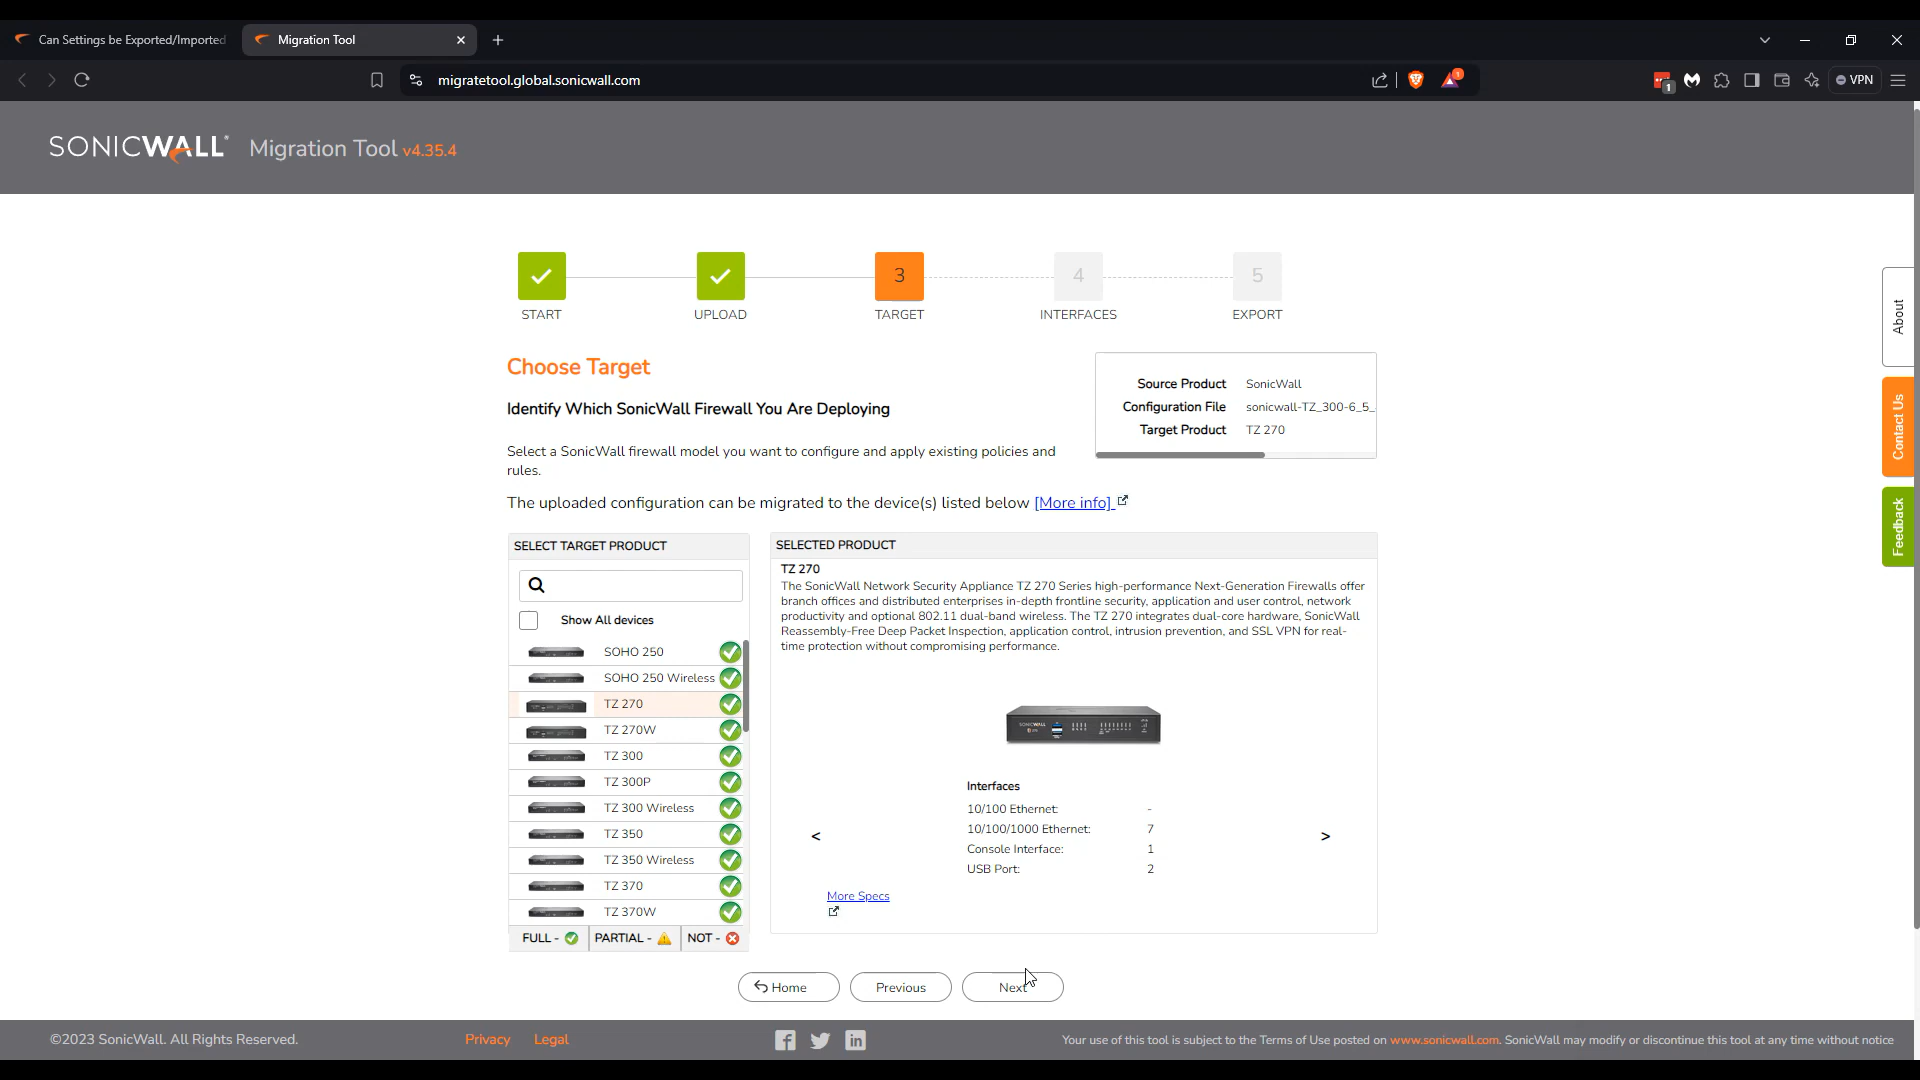 Can Settings be Exported/Imported
Migration Tool
migratetool.global.sonicwall.com
1
1
VPN
SONICWALL
Migration Tool v4.35.4
START
UPLOAD
3
TARGET
4
INTERFACES
5
EXPORT
About
Contact Us
Feedback
Choose Target
Identify Which SonicWall Firewall You Are Deploying
Select a SonicWall firewall model you want to configure and apply existing policies and
rules.
Source Product SonicWall
Configuration File sonicwall-TZ_300-6_5_
Target Product TZ 270
The uploaded configuration can be migrated to the device(s) listed below [More info]
SELECT TARGET PRODUCT
Show All devices
SOHO 250
SOHO 250 Wireless
TZ 270
TZ 270W
TZ 300
TZ 300P
TZ 300 Wireless
TZ 350
TZ 350 Wireless
TZ 370
TZ 370W
FULL - PARTIAL - NOT -
SELECTED PRODUCT
TZ 270
The SonicWall Network Security Appliance TZ 270 Series high-performance Next-Generation Firewalls offer
branch offices and distributed enterprises in-depth frontline security, application and user control, network
productivity and optional 802.11 dual-band wireless. The TZ 270 integrates dual-core hardware, SonicWall
Reassembly-Free Deep Packet Inspection, application control, intrusion prevention, and SSL VPN for real-
time protection without compromising performance.
SONICWALL
Interfaces
10/100 Ethernet: -
10/100/1000 Ethernet: 7
Console Interface: 1
USB Port: 2
< >
More Specs
Home
Previous
Next
©2023 SonicWall. All Rights Reserved.
Privacy
Legal
Your use of this tool is subject to the Terms of Use posted on www.sonicwall.com. SonicWall may modify or discontinue this tool at any time without notice